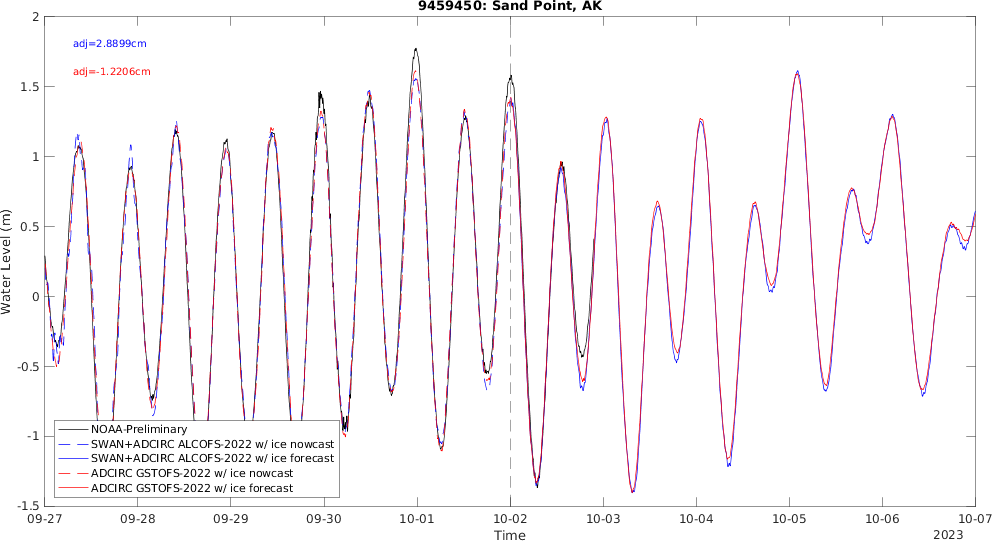 9459450: Sand Point, AK
adj=2.8899cm
adj=-1.2206cm
Water Level (m)
2
1.5
1
0.5
0
-0.5
-1
-1.5
NOAA-Preliminary
SWAN+ADCIRC ALCOFS-2022 w/ ice nowcast
SWAN+ADCIRC ALCOFS-2022 w/ ice forecast
ADCIRC GSTOFS-2022 w/ ice nowcast
ADCIRC GSTOFS-2022 w/ ice forecast
09-27 09-28 09-29 09-30 10-01 10-02 10-03 10-04 10-05 10-06 10-07
Time
2023